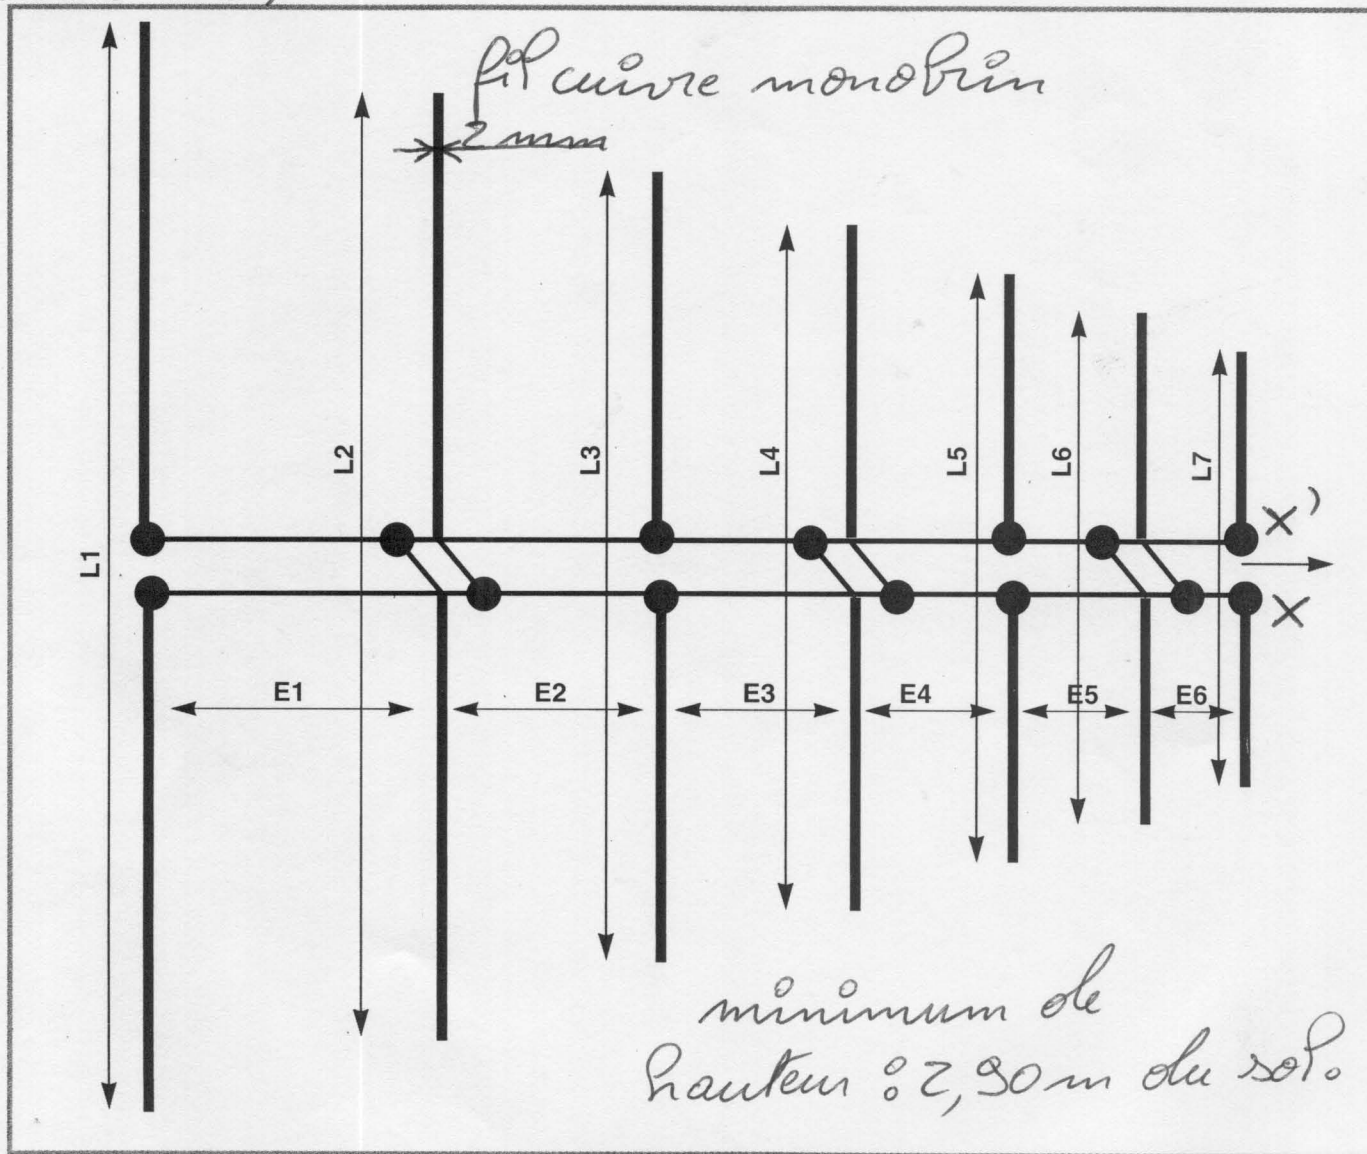 fil cuivre monobrin
2 mm
L1
L2
L3
L4
L5
L6
L7
X'
X
E1
E2
E3
E4
E5
E6
minimum de
hauteur : 2,90 m du sol.